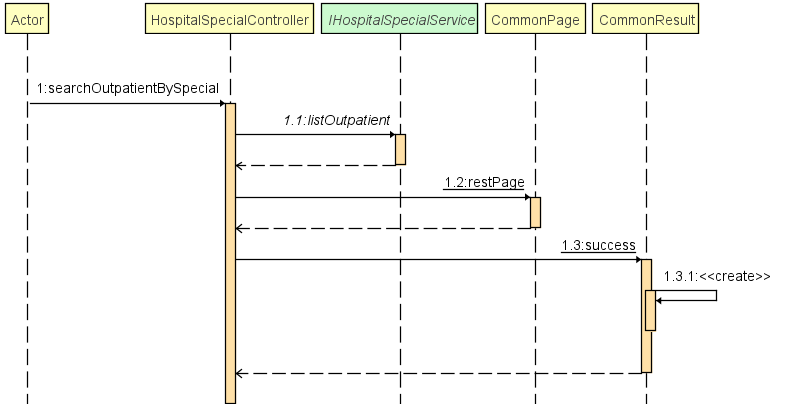 Actor
HospitalSpecialController
IHospitalSpecialService
CommonPage
CommonResult
1:searchOutpatientBySpecial
1.1:listOutpatient
1.2:restPage
1.3:success
1.3.1:<<create>>